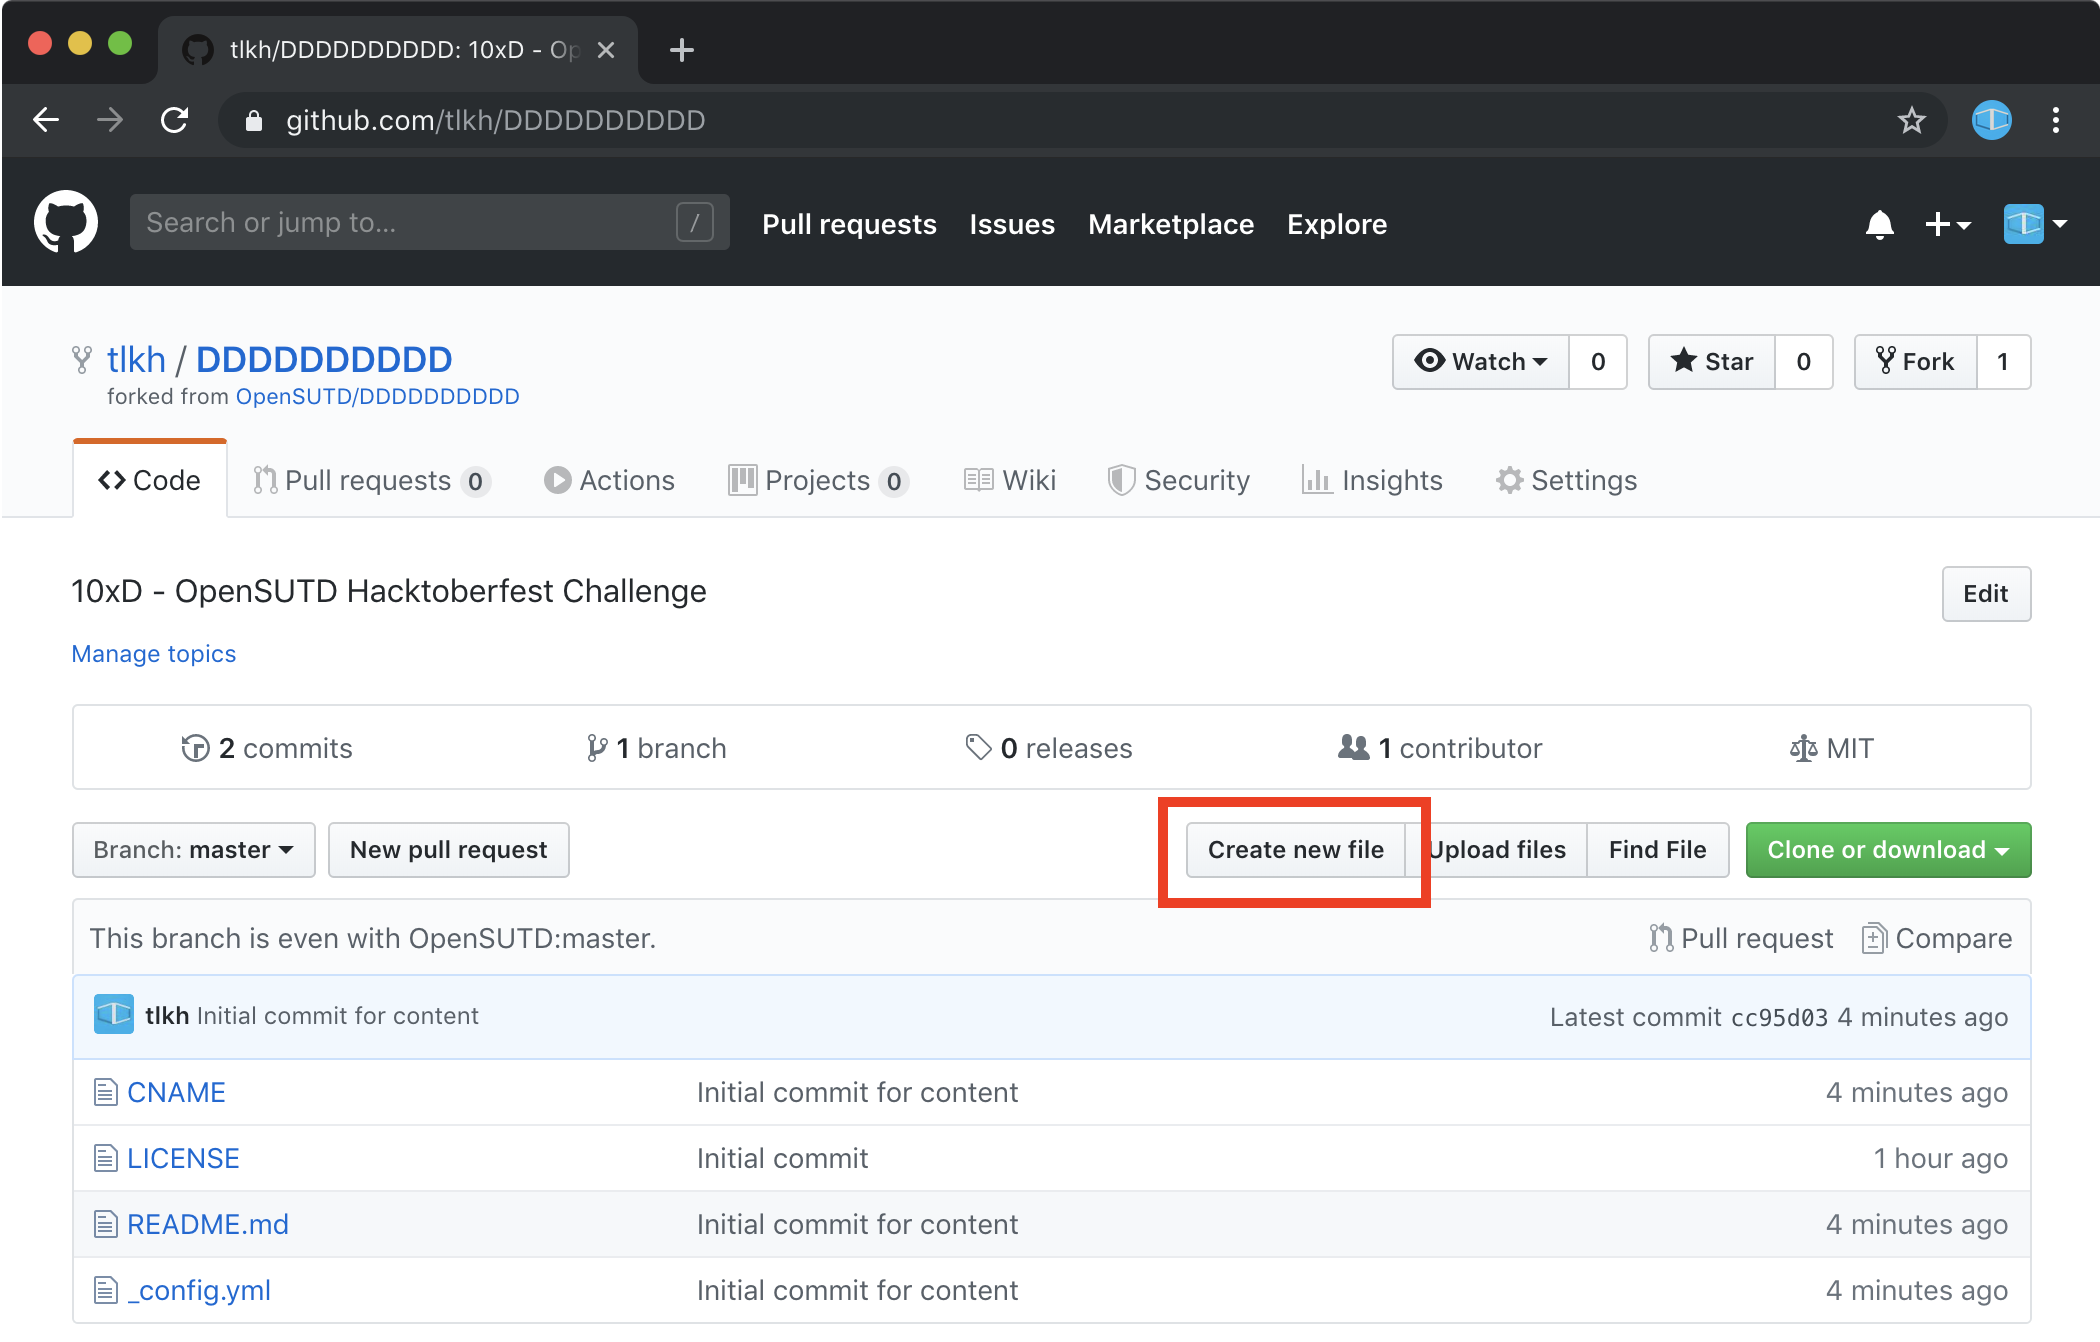 tlkh/DDDDDDDDDD: 10xD - Op
github.com/tlkh/DDDDDDDDDD
Search or jump to... /
Pull requests Issues Marketplace Explore
tlkh / DDDDDDDDDD
forked from OpenSUTD/DDDDDDDDDD
Watch 0 Star 0 Fork 1
Code Pull requests 0 Actions Projects 0 Wiki Security Insights Settings
10xD - OpenSUTD Hacktoberfest Challenge
Edit
Manage topics
2 commits 1 branch 0 releases 1 contributor MIT
Branch: master New pull request Create new file Upload files Find File Clone or download
This branch is even with OpenSUTD:master. Pull request Compare
tlkh Initial commit for content Latest commit cc95d03 4 minutes ago
CNAME Initial commit for content 4 minutes ago
LICENSE Initial commit 1 hour ago
README.md Initial commit for content 4 minutes ago
_config.yml Initial commit for content 4 minutes ago